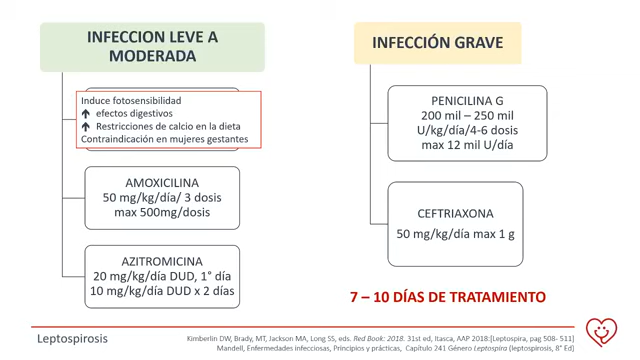 INFECCION LEVE A
MODERADA
Induce fotosensibilidad
🡹 efectos digestivos
🡹 Restricciones de calcio en la dieta
Contraindicación en mujeres gestantes
AMOXICILINA
50 mg/kg/día/ 3 dosis
max 500mg/dosis
AZITROMICINA
20 mg/kg/día DUD, 1° día
10 mg/kg/día DUD x 2 días
INFECCIÓN GRAVE
PENICILINA G
200 mil – 250 mil
U/kg/día/4-6 dosis
max 12 mil U/día
CEFTRIAXONA
50 mg/kg/día max 1 g
7 – 10 DÍAS DE TRATAMIENTO
Leptospirosis
Kimberlin DW, Brady, MT, Jackson MA, Long SS, eds. Red Book: 2018. 31st ed, Itasca, AAP 2018:[Leptospira, pag 508- 511]
Mandell, Enfermedades infecciosas, Principios y prácticas, Capítulo 241 Género Leptospira (leptospirosis, 8° Ed)